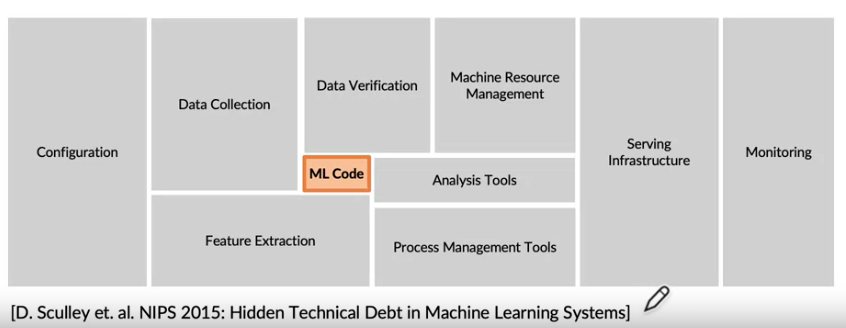 Configuration
Data Collection
Data Verification
Machine Resource
Management
ML Code
Analysis Tools
Feature Extraction
Process Management Tools
Serving
Infrastructure
Monitoring
[D. Sculley et. al. NIPS 2015: Hidden Technical Debt in Machine Learning Systems]